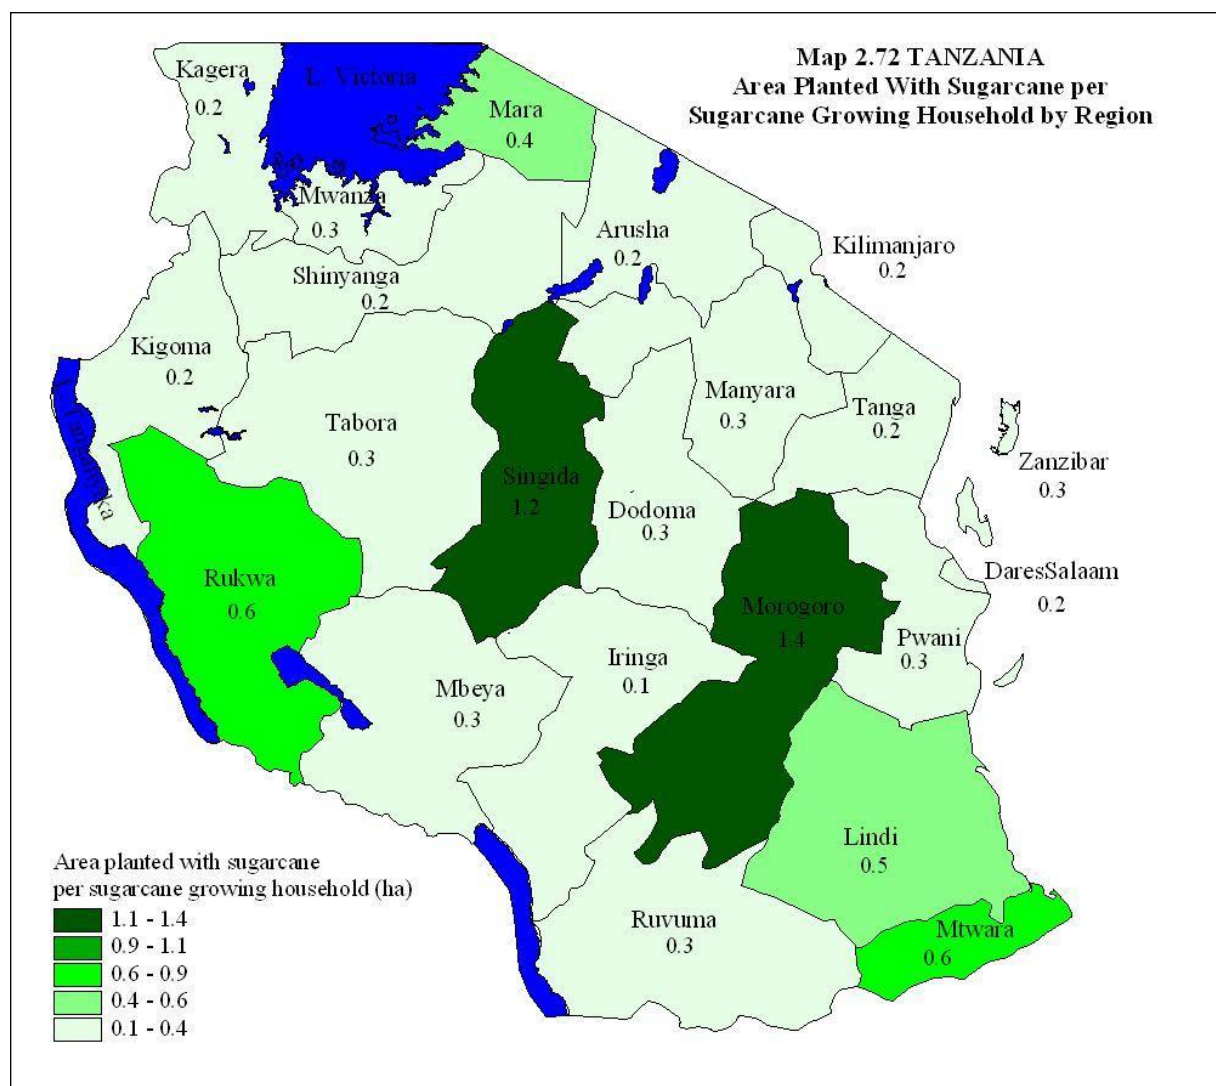 Map 2.72 TANZANIA
Area Planted With Sugarcane per
Sugarcane Growing Household by Region
Kagera
0.2
L. Victoria
Mara
0.4
Mwanza
0.3
Arusha
0.2
Kilimanjaro
0.2
Shinyanga
0.2
Kigoma
0.2
Tabora
0.3
Manyara
0.3
Tanga
0.2
L. Tanganyika
Singida
1.2
Zanzibar
0.3
Dodoma
0.3
DaresSalaam
0.2
Rukwa
0.6
Morogoro
1.4
Pwani
0.3
Iringa
0.1
Mbeya
0.3
Lindi
0.5
Ruvuma
0.3
Mtwara
0.6
Area planted with sugarcane
per sugarcane growing household (ha)
1.1 - 1.4
0.9 - 1.1
0.6 - 0.9
0.4 - 0.6
0.1 - 0.4